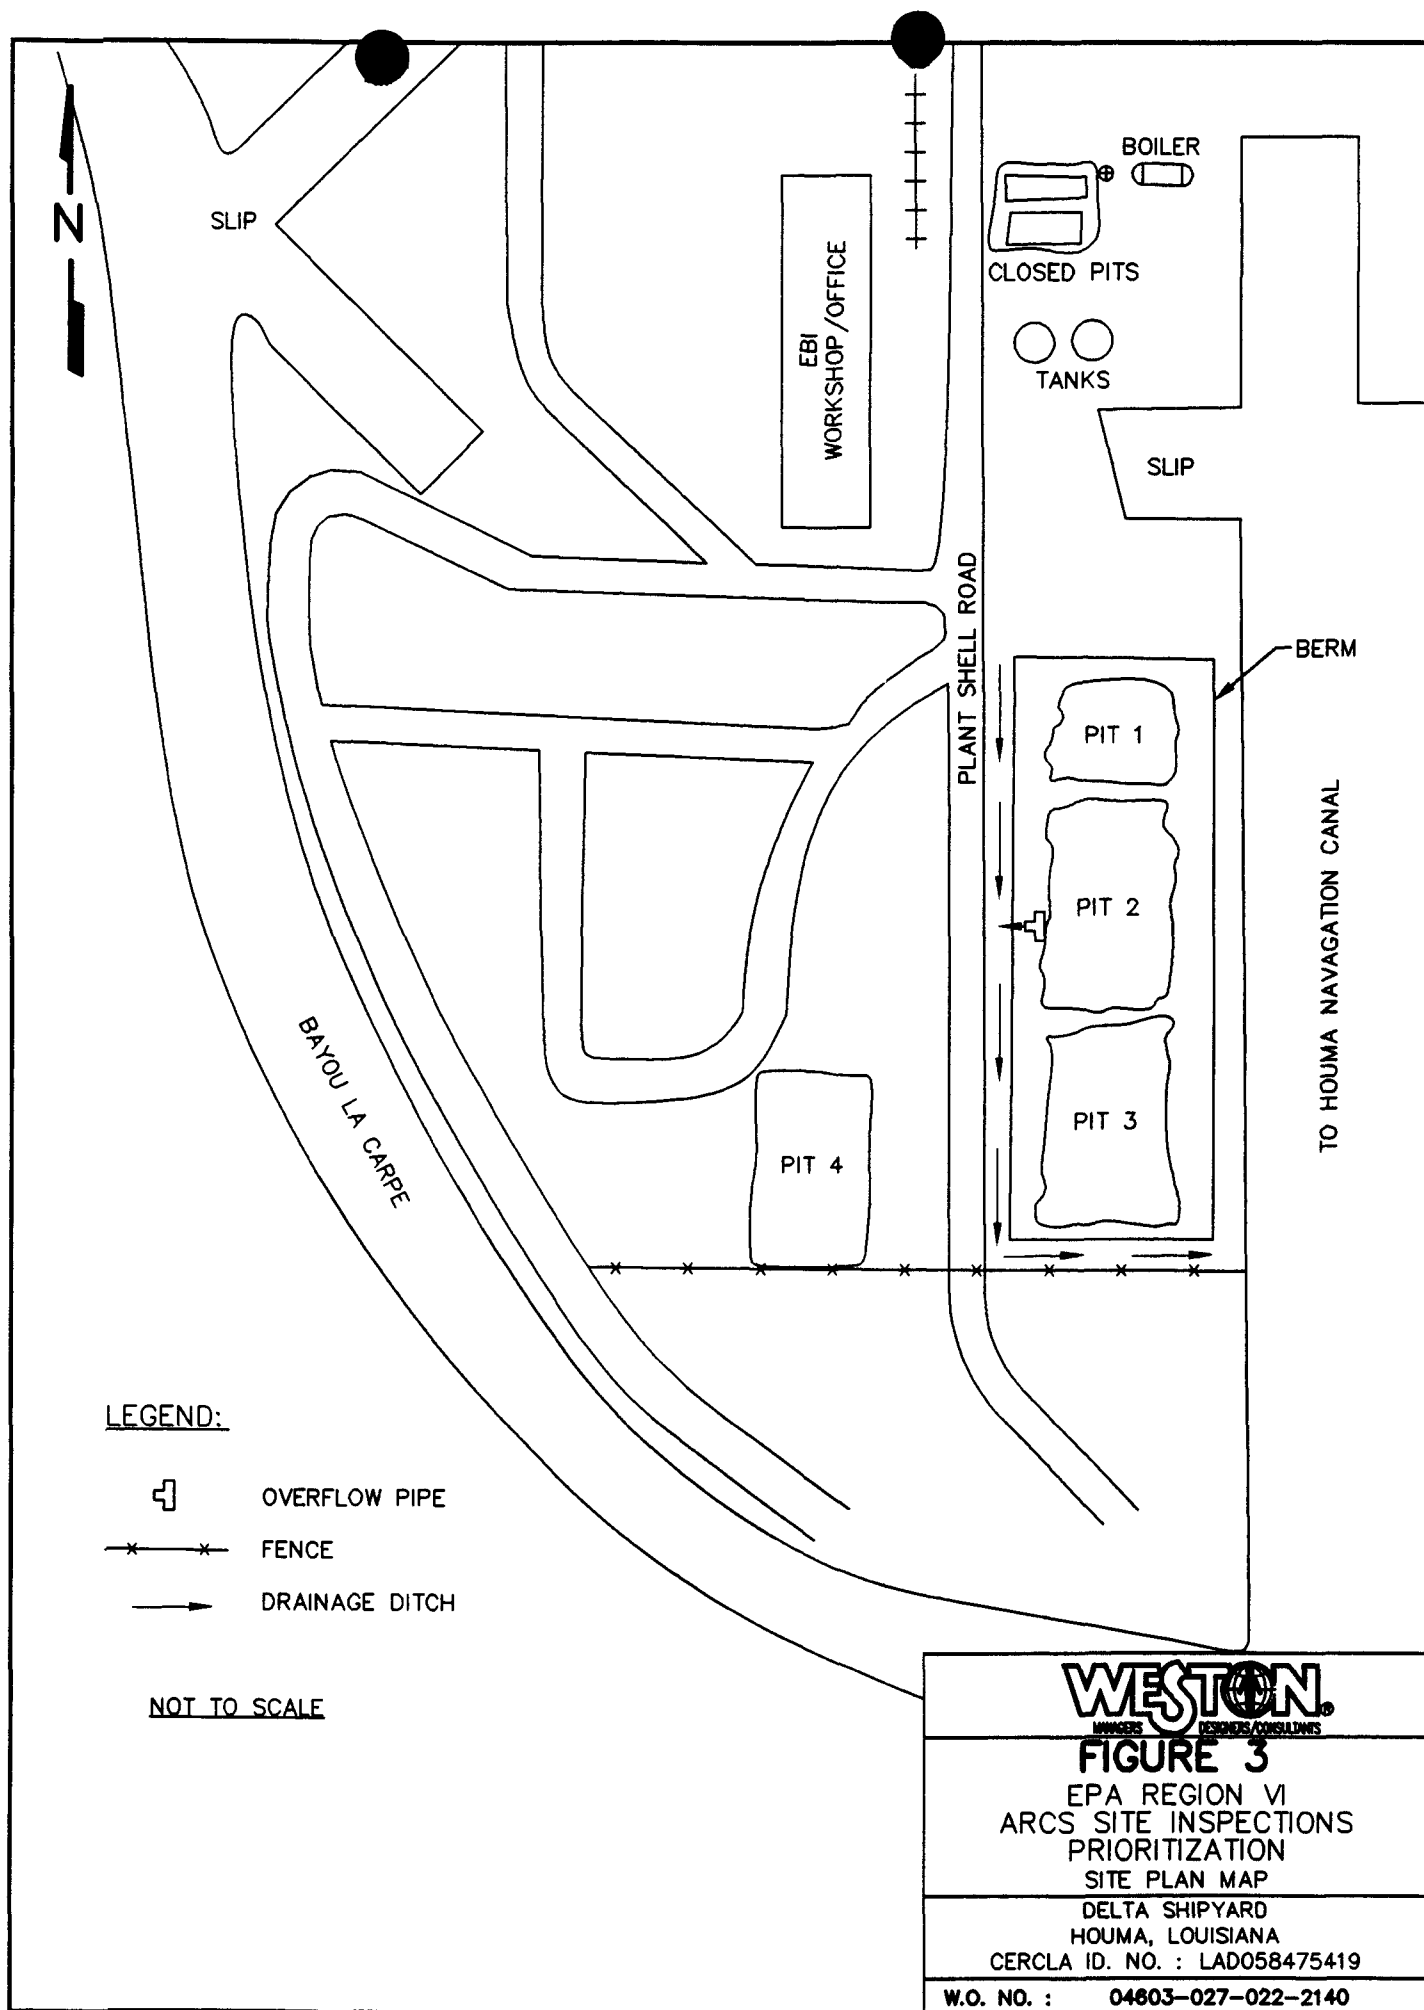 N
SLIP
BOILER
CLOSED PITS
TANKS
EBI
WORKSHOP/OFFICE
SLIP
PLANT SHELL ROAD
BERM
PIT 1
PIT 2
PIT 3
PIT 4
TO HOUMA NAVAGATION CANAL
BAYOU LA CARPE
LEGEND:
OVERFLOW PIPE
FENCE
DRAINAGE DITCH
NOT TO SCALE
WESTON®
MANAGERS DESIGNERS/CONSULTANTS
FIGURE 3
EPA REGION VI
ARCS SITE INSPECTIONS
PRIORITIZATION
SITE PLAN MAP
DELTA SHIPYARD
HOUMA, LOUISIANA
CERCLA ID. NO. : LAD058475419
W.O. NO. : 04603-027-022-2140